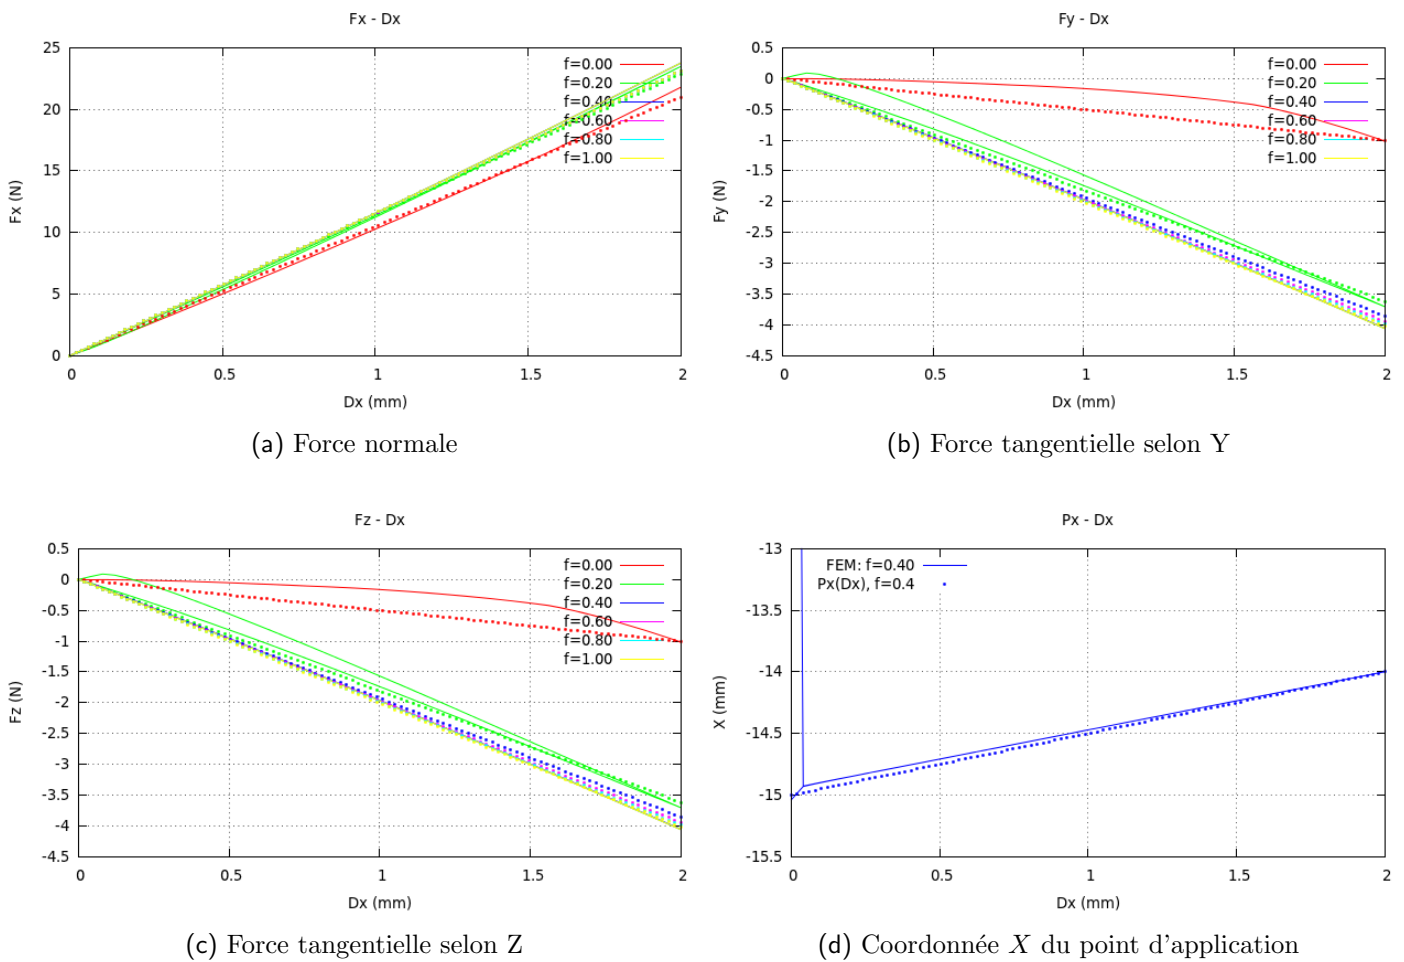 Fx - Dx
25
20
15
10
5
0
Fx (N)
0
0.5
1
1.5
2
Dx (mm)
f=0.00
f=0.20
f=0.40
f=0.60
f=0.80
f=1.00
(a) Force normale
Fy - Dx
0.5
0
-0.5
-1
-1.5
-2
-2.5
-3
-3.5
-4
-4.5
Fy (N)
0
0.5
1
1.5
2
Dx (mm)
f=0.00
f=0.20
f=0.40
f=0.60
f=0.80
f=1.00
(b) Force tangentielle selon Y
Fz - Dx
0.5
0
-0.5
-1
-1.5
-2
-2.5
-3
-3.5
-4
-4.5
Fz (N)
0
0.5
1
1.5
2
Dx (mm)
f=0.00
f=0.20
f=0.40
f=0.60
f=0.80
f=1.00
(c) Force tangentielle selon Z
Px - Dx
-13
-13.5
-14
-14.5
-15
-15.5
X (mm)
0
0.5
1
1.5
2
Dx (mm)
FEM: f=0.40
Px(Dx), f=0.4
(d) Coordonnée X du point d'application